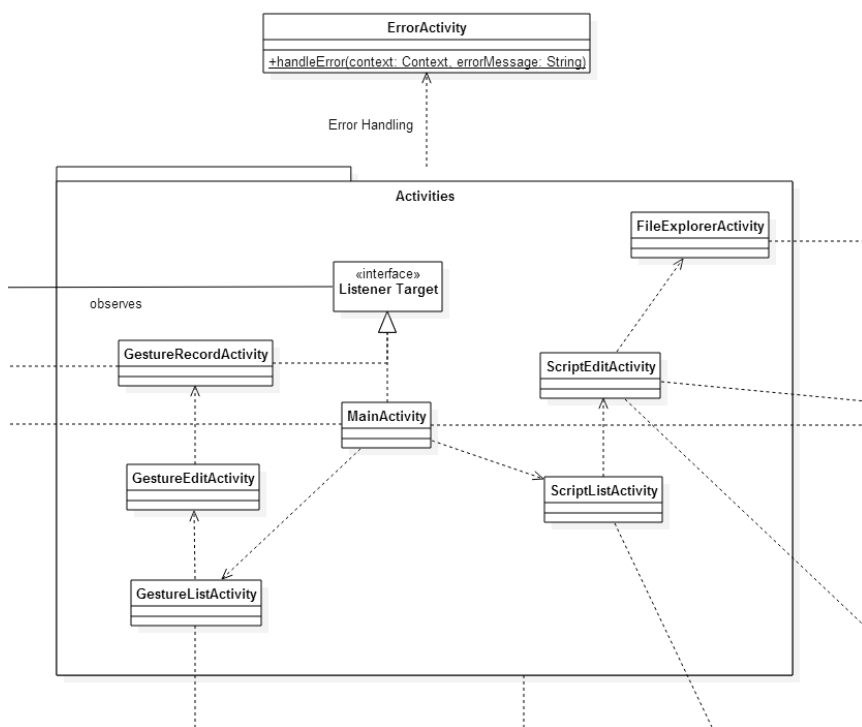 ErrorActivity
+handleError(context: Context, errorMessage: String)
Error Handling
Activities
FileExplorerActivity
«interface»
Listener Target
observes
GestureRecordActivity
ScriptEditActivity
MainActivity
GestureEditActivity
ScriptListActivity
GestureListActivity